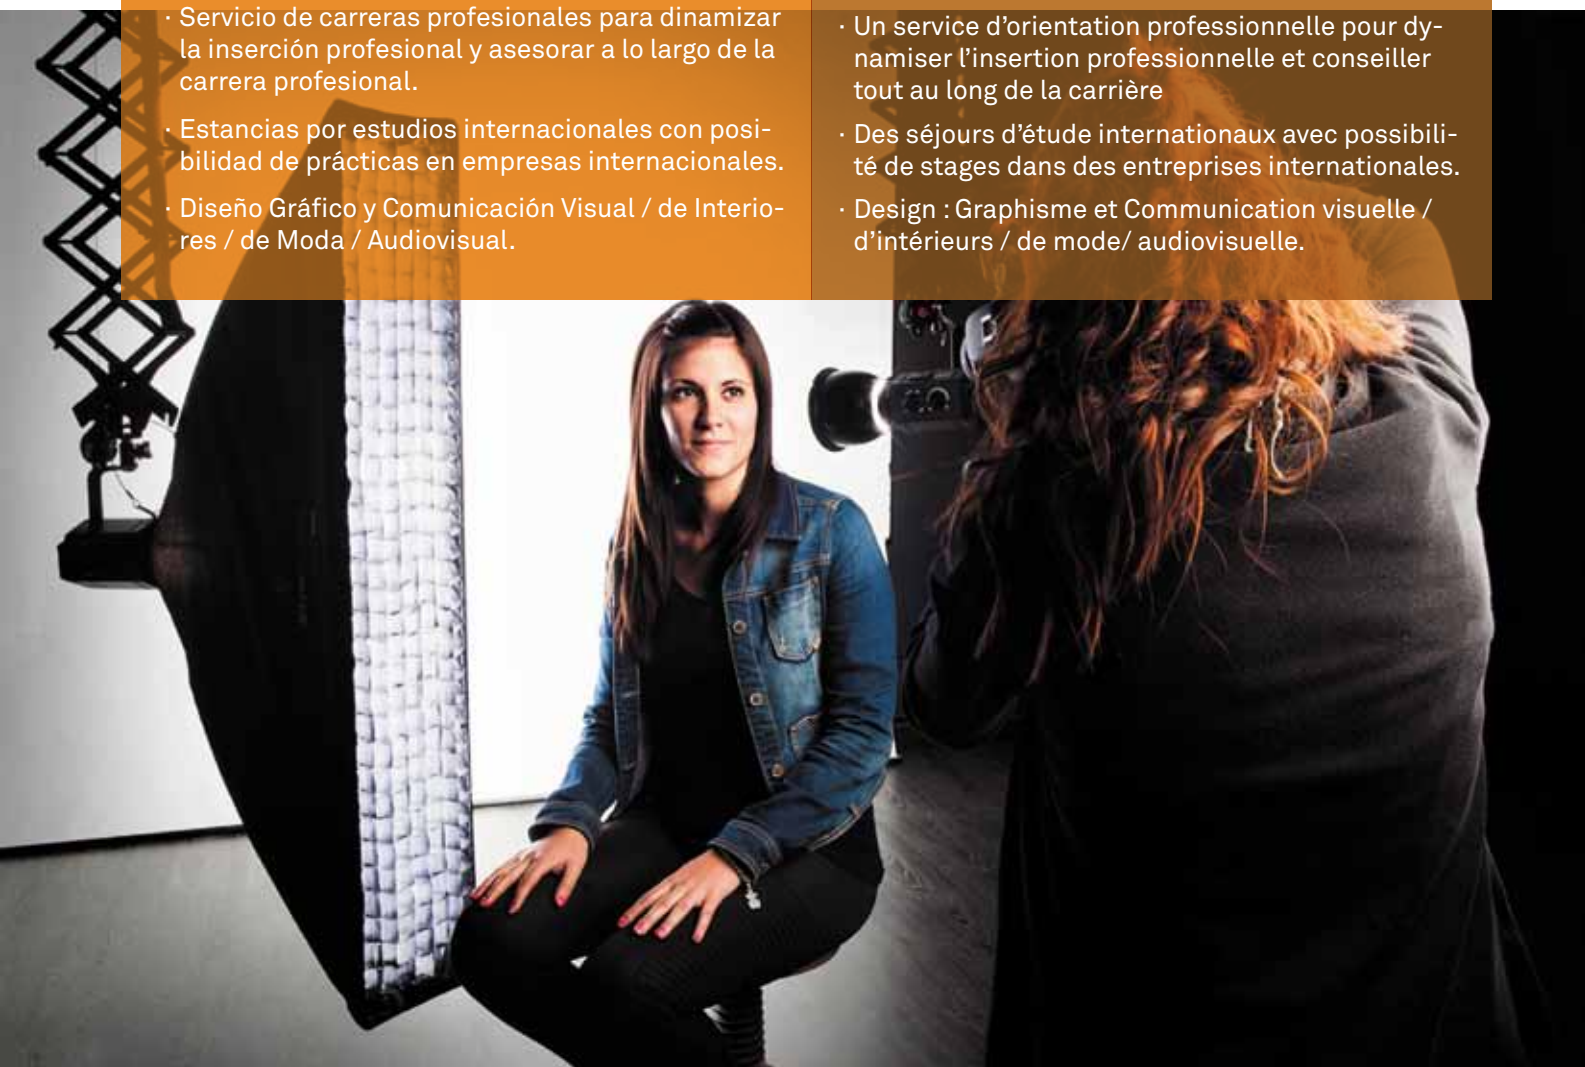 · Servicio de carreras profesionales para dinamizar
la inserción profesional y asesorar a lo largo de la
carrera profesional.
· Estancias por estudios internacionales con posi-
bilidad de prácticas en empresas internacionales.
· Diseño Gráfico y Comunicación Visual / de Interio-
res / de Moda / Audiovisual.
· Un service d’orientation professionnelle pour dy-
namiser l’insertion professionnelle et conseiller
tout au long de la carrière
· Des séjours d’étude internationaux avec possibili-
té de stages dans des entreprises internationales.
· Design : Graphisme et Communication visuelle /
d’intérieurs / de mode/ audiovisuelle.